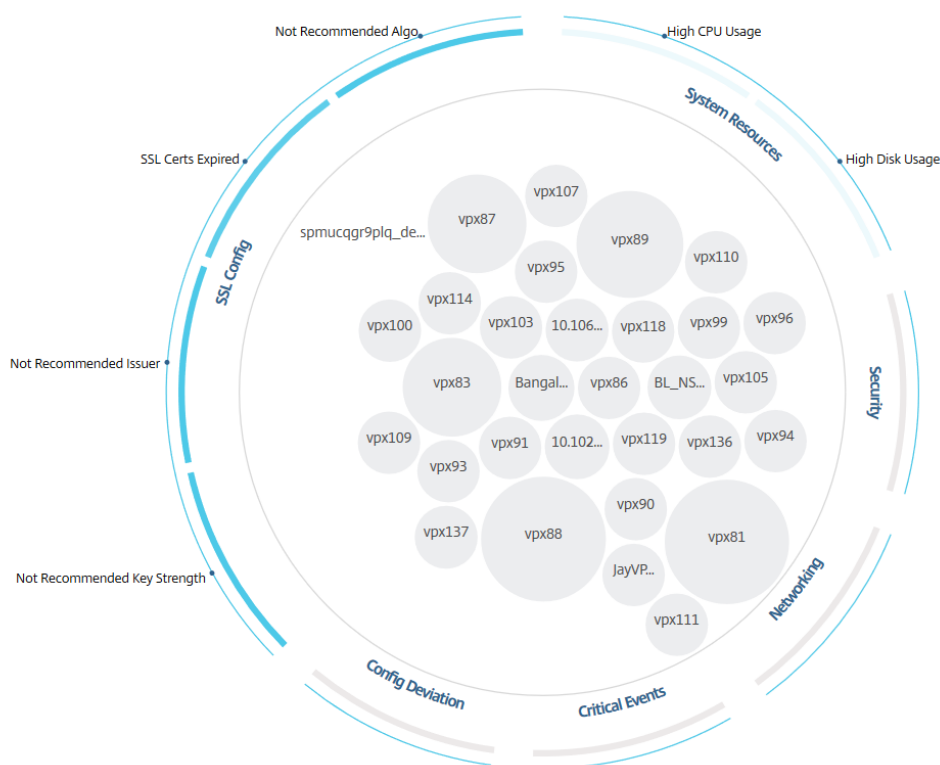 Not Recommended Algo
High CPU Usage
System Resources
SSL Certs Expired
High Disk Usage
vpx107
vpx87
spmucqgr9plq_de...
vpx89
SSL Config
vpx110
vpx95
vpx114
vpx100
vpx103
10.106...
vpx118
vpx99
vpx96
Not Recommended Issuer
vpx83
Bangal...
vpx86
BL_NS...
vpx105
Security
vpx109
vpx91
10.102...
vpx119
vpx136
vpx94
vpx93
vpx90
vpx137
vpx88
vpx81
Not Recommended Key Strength
JayVP...
Networking
vpx111
Config Deviation
Critical Events